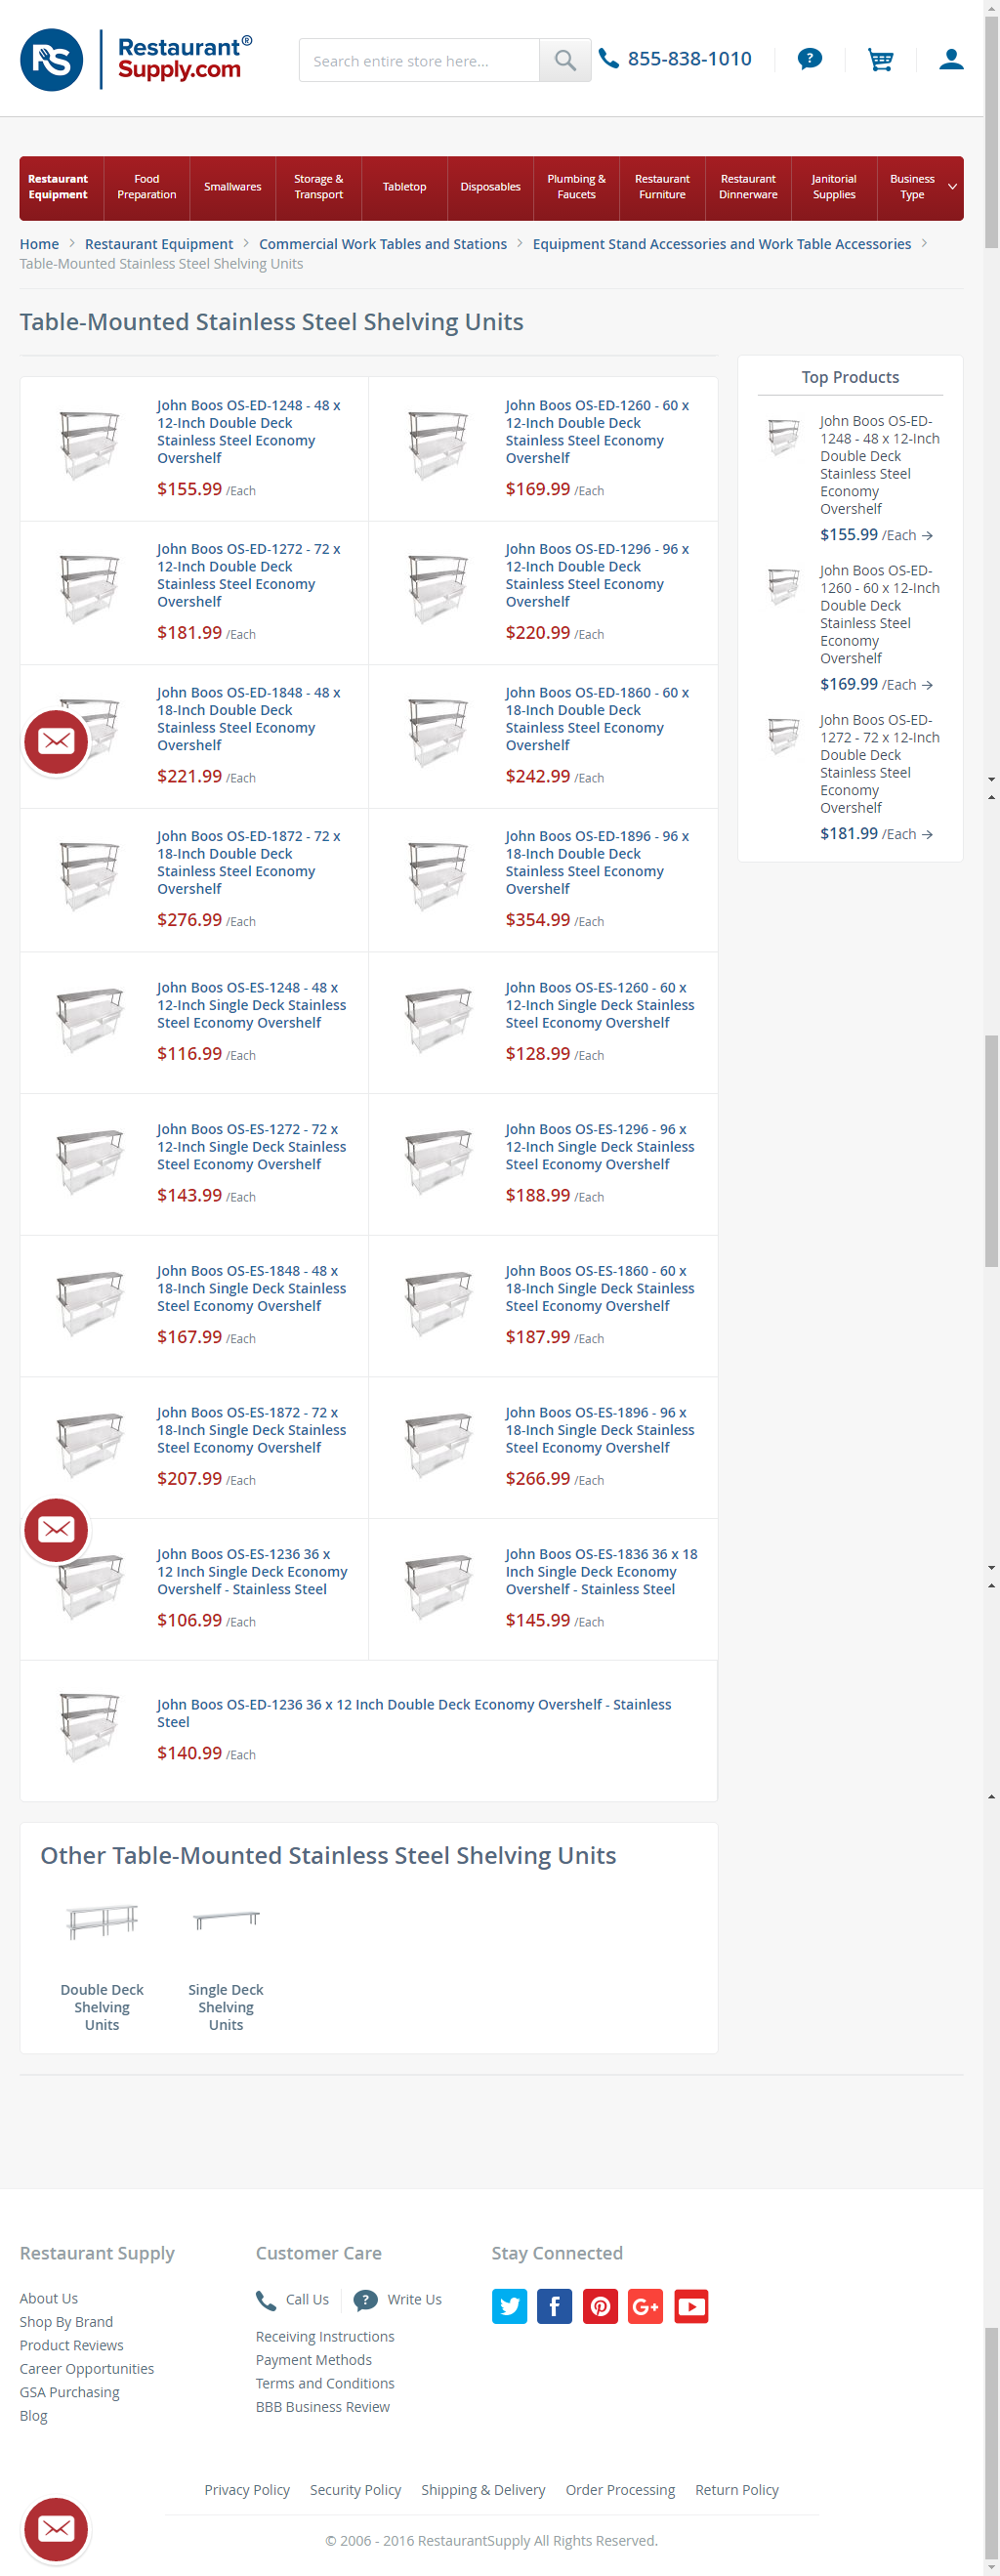 RS
Restaurant®
Supply.com
Search entire store here...
855-838-1010
?
Restaurant
Equipment
Food
Preparation
Smallwares
Storage &
Transport
Tabletop
Disposables
Plumbing &
Faucets
Restaurant
Furniture
Restaurant
Dinnerware
Janitorial
Supplies
Business
Type
Home > Restaurant Equipment > Commercial Work Tables and Stations > Equipment Stand Accessories and Work Table Accessories >
Table-Mounted Stainless Steel Shelving Units
Table-Mounted Stainless Steel Shelving Units
John Boos OS-ED-1248 - 48 x
12-Inch Double Deck
Stainless Steel Economy
Overshelf
$155.99 /Each
John Boos OS-ED-1260 - 60 x
12-Inch Double Deck
Stainless Steel Economy
Overshelf
$169.99 /Each
John Boos OS-ED-1272 - 72 x
12-Inch Double Deck
Stainless Steel Economy
Overshelf
$181.99 /Each
John Boos OS-ED-1296 - 96 x
12-Inch Double Deck
Stainless Steel Economy
Overshelf
$220.99 /Each
John Boos OS-ED-1848 - 48 x
18-Inch Double Deck
Stainless Steel Economy
Overshelf
$221.99 /Each
John Boos OS-ED-1860 - 60 x
18-Inch Double Deck
Stainless Steel Economy
Overshelf
$242.99 /Each
John Boos OS-ED-1872 - 72 x
18-Inch Double Deck
Stainless Steel Economy
Overshelf
$276.99 /Each
John Boos OS-ED-1896 - 96 x
18-Inch Double Deck
Stainless Steel Economy
Overshelf
$354.99 /Each
John Boos OS-ES-1248 - 48 x
12-Inch Single Deck Stainless
Steel Economy Overshelf
$116.99 /Each
John Boos OS-ES-1260 - 60 x
12-Inch Single Deck Stainless
Steel Economy Overshelf
$128.99 /Each
John Boos OS-ES-1272 - 72 x
12-Inch Single Deck Stainless
Steel Economy Overshelf
$143.99 /Each
John Boos OS-ES-1296 - 96 x
12-Inch Single Deck Stainless
Steel Economy Overshelf
$188.99 /Each
John Boos OS-ES-1848 - 48 x
18-Inch Single Deck Stainless
Steel Economy Overshelf
$167.99 /Each
John Boos OS-ES-1860 - 60 x
18-Inch Single Deck Stainless
Steel Economy Overshelf
$187.99 /Each
John Boos OS-ES-1872 - 72 x
18-Inch Single Deck Stainless
Steel Economy Overshelf
$207.99 /Each
John Boos OS-ES-1896 - 96 x
18-Inch Single Deck Stainless
Steel Economy Overshelf
$266.99 /Each
John Boos OS-ES-1236 36 x
12 Inch Single Deck Economy
Overshelf - Stainless Steel
$106.99 /Each
John Boos OS-ES-1836 36 x 18
Inch Single Deck Economy
Overshelf - Stainless Steel
$145.99 /Each
John Boos OS-ED-1236 36 x 12 Inch Double Deck Economy Overshelf - Stainless
Steel
$140.99 /Each
Top Products
John Boos OS-ED-
1248 - 48 x 12-Inch
Double Deck
Stainless Steel
Economy
Overshelf
$155.99 /Each →
John Boos OS-ED-
1260 - 60 x 12-Inch
Double Deck
Stainless Steel
Economy
Overshelf
$169.99 /Each →
John Boos OS-ED-
1272 - 72 x 12-Inch
Double Deck
Stainless Steel
Economy
Overshelf
$181.99 /Each →
Other Table-Mounted Stainless Steel Shelving Units
Double Deck
Shelving
Units
Single Deck
Shelving
Units
Restaurant Supply
About Us
Shop By Brand
Product Reviews
Career Opportunities
GSA Purchasing
Blog
Customer Care
Call Us
? Write Us
Receiving Instructions
Payment Methods
Terms and Conditions
BBB Business Review
Stay Connected
f
G+
Privacy Policy Security Policy Shipping & Delivery Order Processing Return Policy
© 2006 - 2016 RestaurantSupply All Rights Reserved.